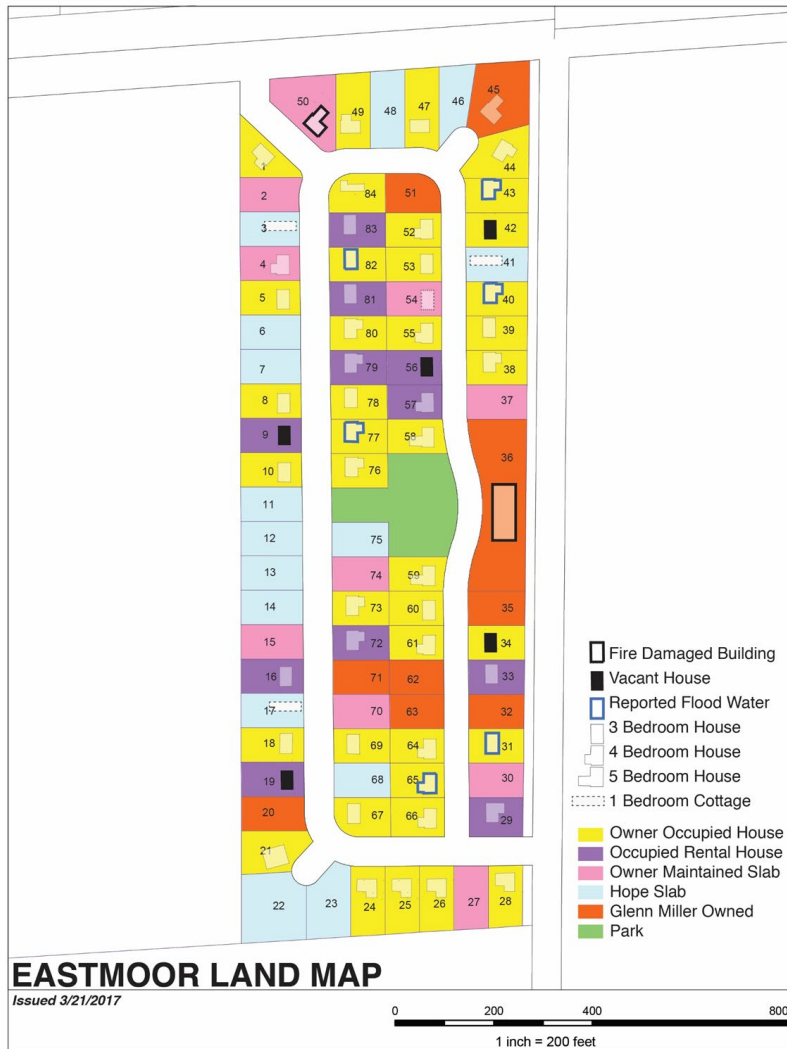 50 49 48 47 46 45
1 44
2 84 51 43
3 83 52 42
4 82 53 41
5 81 54 40
6 80 55 39
7 79 56 38
8 78 57 37
9 77 58 36
10 76
11
12 75
13 74 59
14 73 60 35
15 72 61 34
16 71 62 33
17 70 63 32
18 69 64 31
19 68 65 30
20 67 66 29
21
22 23 24 25 26 27 28
Fire Damaged Building
Vacant House
Reported Flood Water
3 Bedroom House
4 Bedroom House
5 Bedroom House
1 Bedroom Cottage
Owner Occupied House
Occupied Rental House
Owner Maintained Slab
Hope Slab
Glenn Miller Owned
Park
EASTMOOR LAND MAP
Issued 3/21/2017
0 200 400 800
1 inch = 200 feet